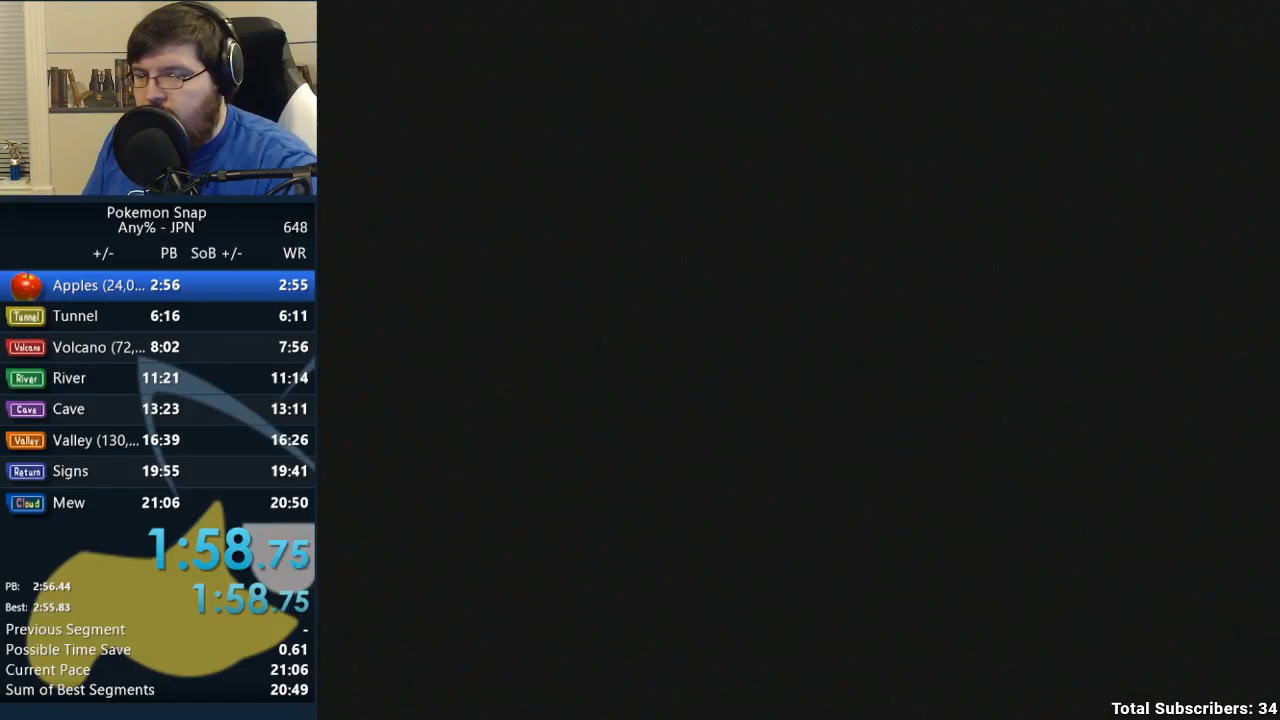 Pokemon Snap
Any% - JPN 648
+/- PB SoB +/- WR
Apples (24,0... 2:56 2:55
Tunnel Tunnel 6:16 6:11
Volcano Volcano (72,... 8:02 7:56
River River 11:21 11:14
Cave Cave 13:23 13:11
Valley Valley (130,... 16:39 16:26
Return Signs 19:55 19:41
Cloud Mew 21:06 20:50
1:58.75
PB: 2:56.44
1:58.75
Best: 2:55.83
Previous Segment -
Possible Time Save 0.61
Current Pace 21:06
Sum of Best Segments 20:49
Total Subscribers: 34